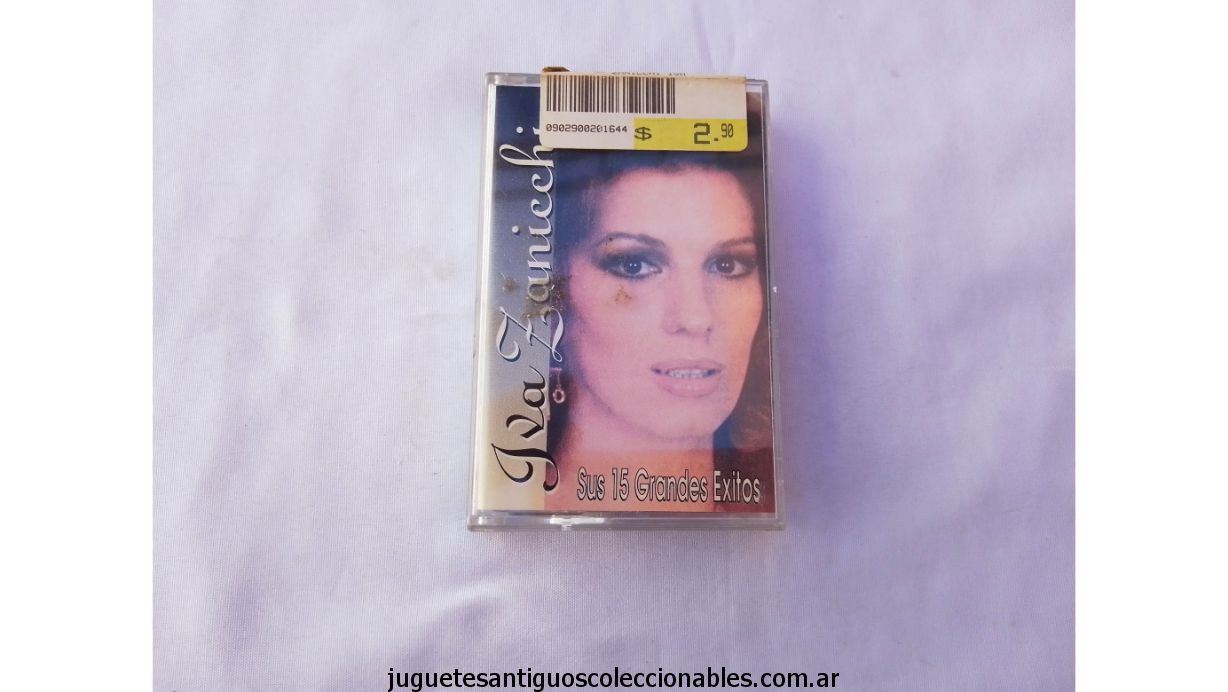 0902900201644 $ 2.90
Iva Zanicchi
Sus 15 Grandes Exitos
juguetesantiguoscoleccionables.com.ar